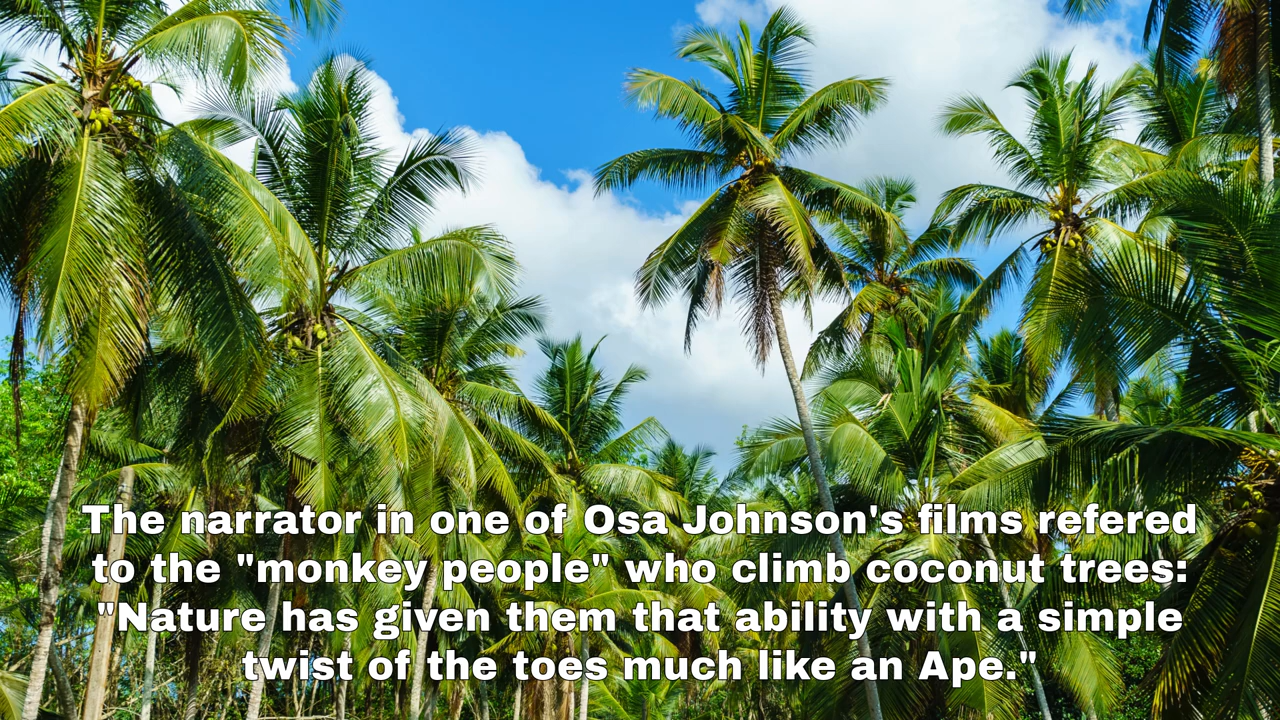 The narrator in one of Osa Johnson's films refered
to the "monkey people" who climb coconut trees:
"Nature has given them that ability with a simple
twist of the toes much like an Ape."